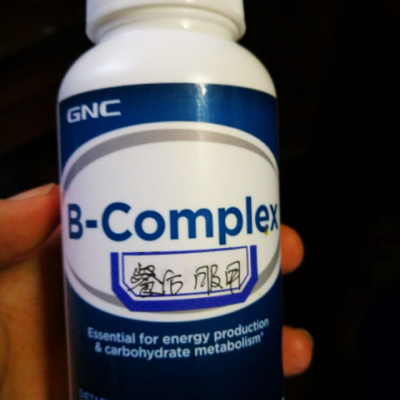 GNC
B-Complex
餐后服用
Essential for energy production
& carbohydrate metabolism*